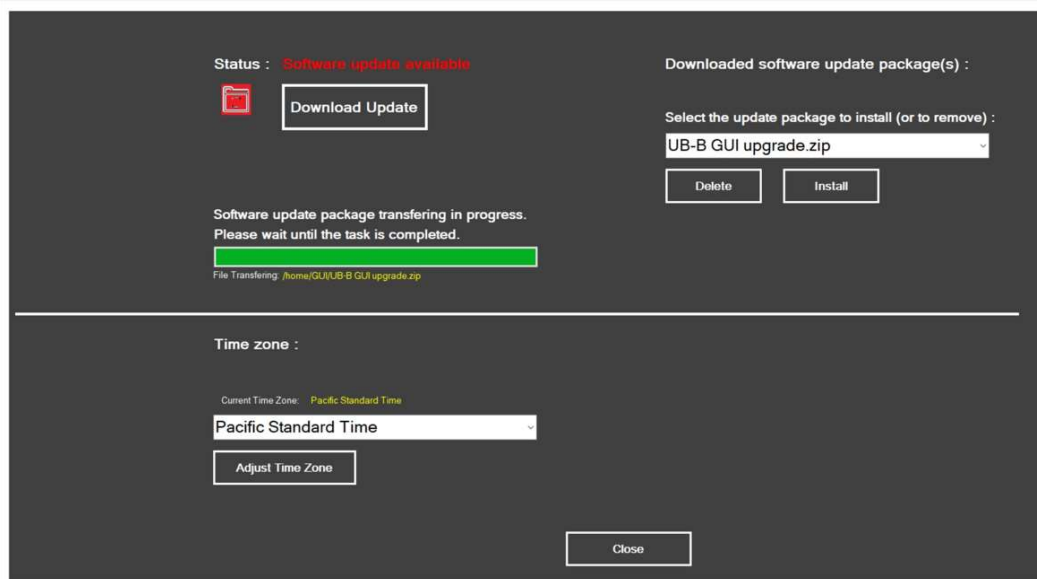 Status : Software update available
Download Update
Software update package transfering in progress.
Please wait until the task is completed.
File Transfering: /home/GUI/UB-B GUI upgrade.zip
Downloaded software update package(s) :
Select the update package to install (or to remove) :
UB-B GUI upgrade.zip
Delete
Install
Time zone :
Current Time Zone: Pacific Standard Time
Pacific Standard Time
Adjust Time Zone
Close